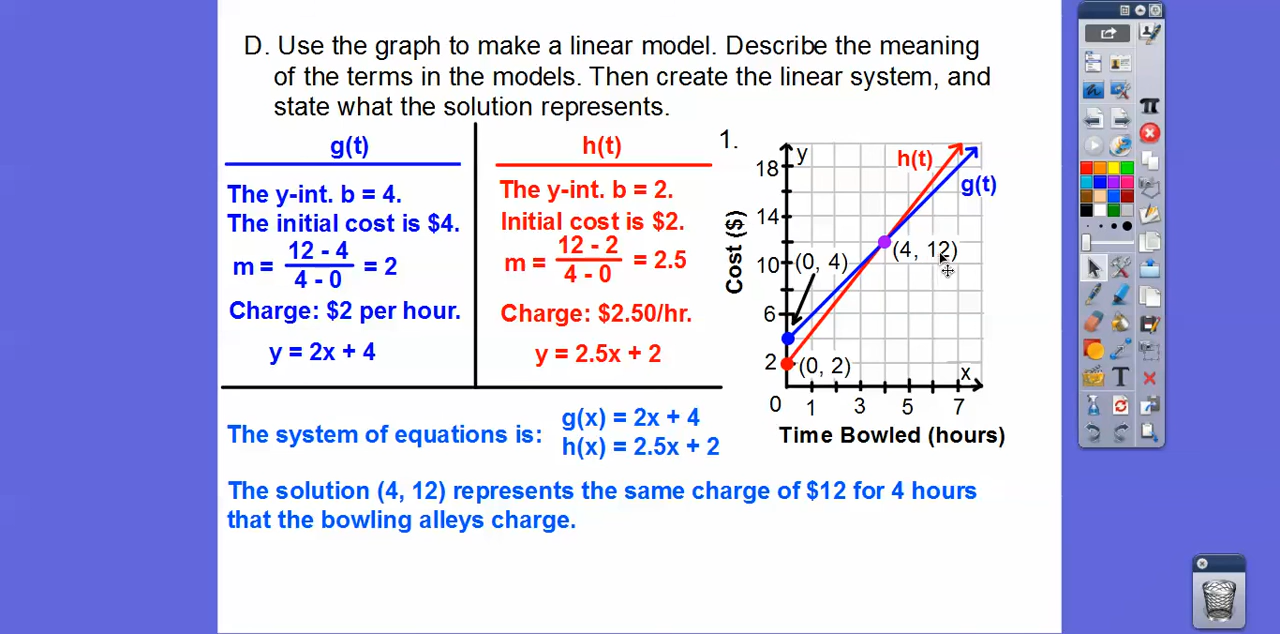 D. Use the graph to make a linear model. Describe the meaning
of the terms in the models. Then create the linear system, and
state what the solution represents.
g(t)
The y-int. b = 4.
The initial cost is $4.
m = (12 - 4)/(4 - 0) = 2
Charge: $2 per hour.
y = 2x + 4
h(t)
The y-int. b = 2.
Initial cost is $2.
m = (12 - 2)/(4 - 0) = 2.5
Charge: $2.50/hr.
y = 2.5x + 2
1.
y
h(t)
g(t)
18
14
10
6
2
0
Cost ($)
(0, 4)
(4, 12)
(0, 2)
x
1 3 5 7
Time Bowled (hours)
The system of equations is:
g(x) = 2x + 4
h(x) = 2.5x + 2
The solution (4, 12) represents the same charge of $12 for 4 hours
that the bowling alleys charge.
π
T